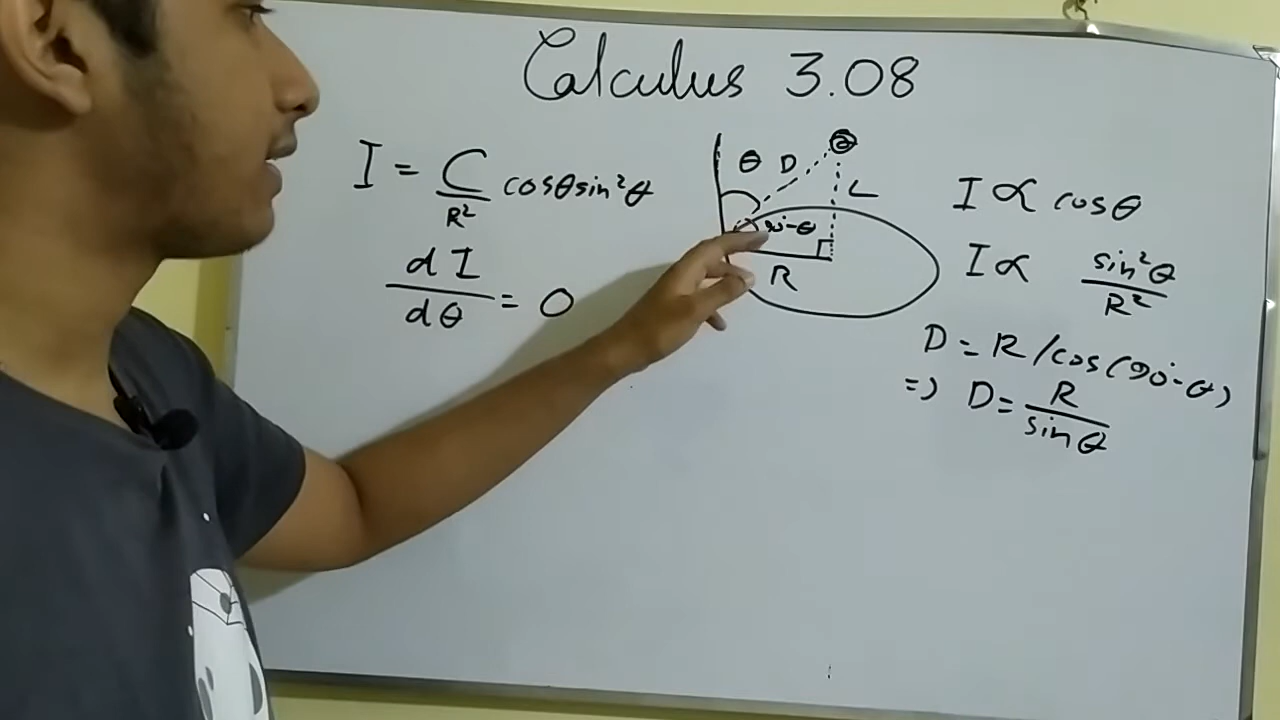 Calculus 3.08
I = C/R² cosθsin²θ
dI/dθ = 0
θ D
L
90°-θ
R
I ∝ cosθ
I ∝ sin²θ/R²
D = R/cos(90°-θ)
=) D = R/sinθ